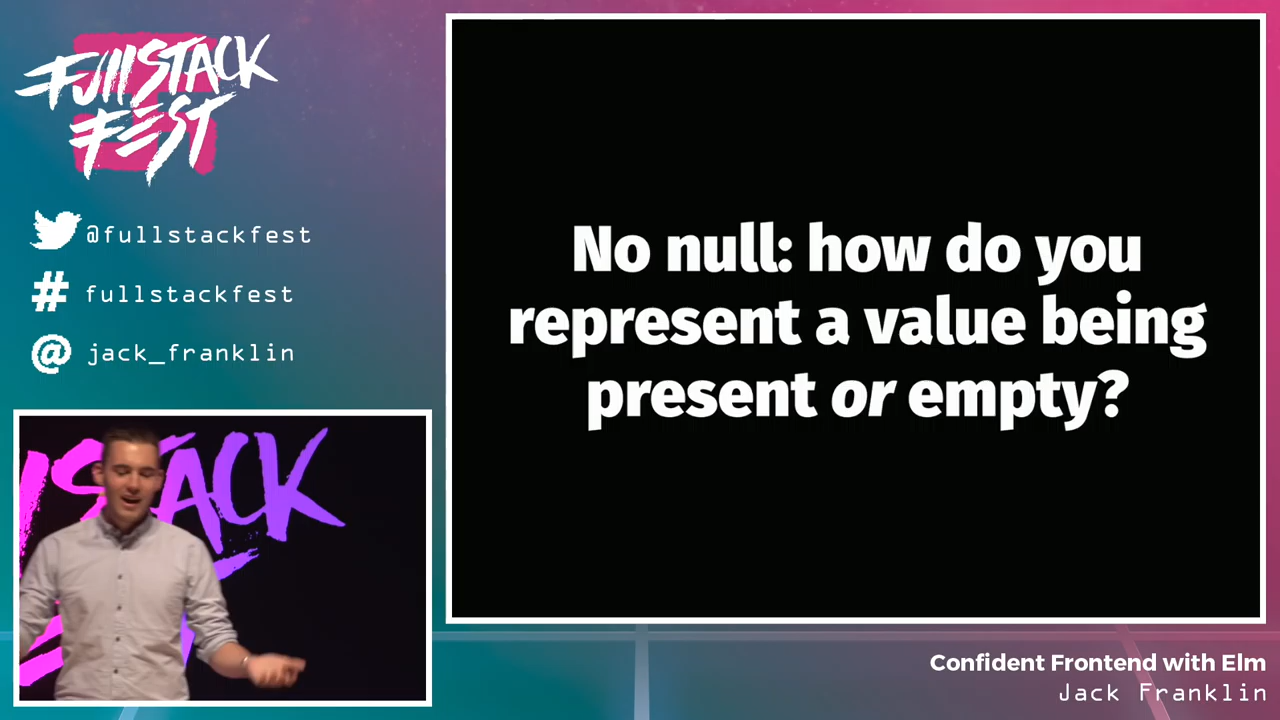 FullSTACK
FEST
@fullstackfest
# fullstackfest
@ jack_franklin
No null: how do you
represent a value being
present or empty?
STACK
Confident Frontend with Elm
Jack Franklin